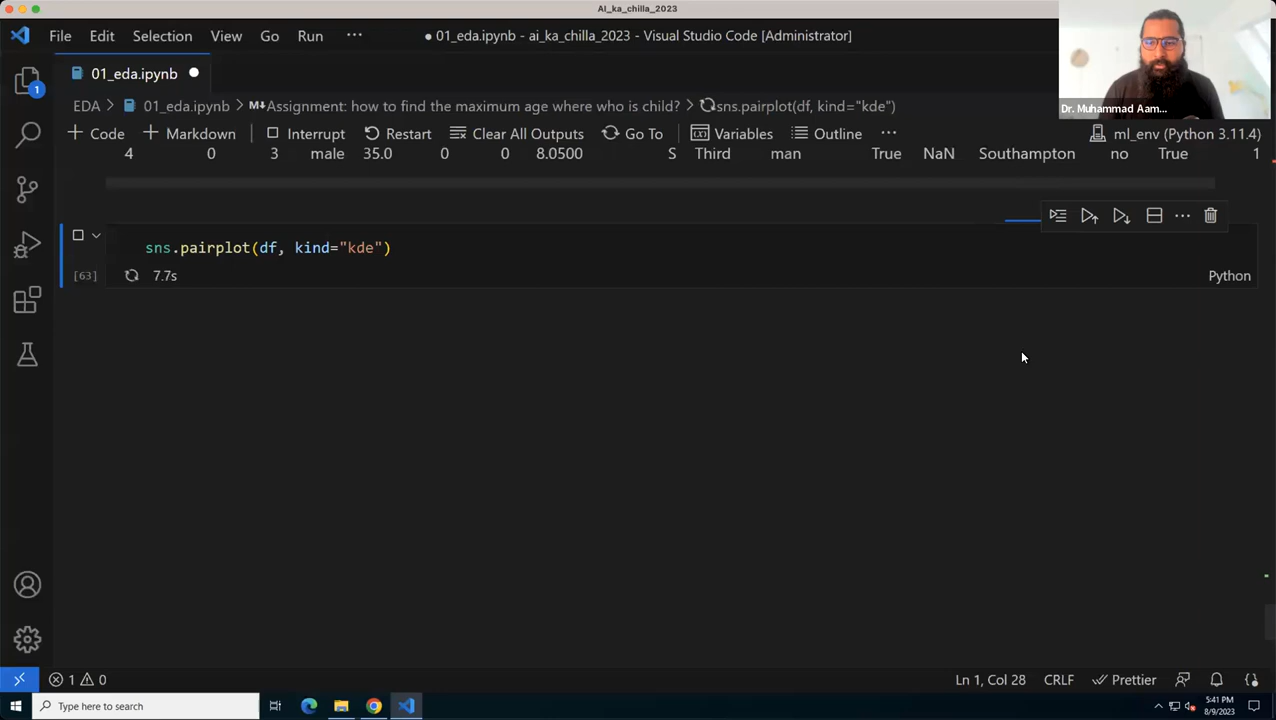 AI_ka_chilla_2023
File Edit Selection View Go Run ··· 01_eda.ipynb - ai_ka_chilla_2023 - Visual Studio Code [Administrator]
01_eda.ipynb
1
EDA > 01_eda.ipynb > Assignment: how to find the maximum age where who is child? > sns.pairplot(df, kind="kde")
Dr. Muhammad Aam...
+ Code + Markdown Interrupt Restart Clear All Outputs Go To Variables Outline ··· ml_env (Python 3.11.4)
4 0 3 male 35.0 0 0 8.0500 S Third man True NaN Southampton no True 1
sns.pairplot(df, kind="kde")
[63] 7.7s Python
1 0 Ln 1, Col 28 CRLF Prettier
Type here to search
5:41 PM
8/9/2023